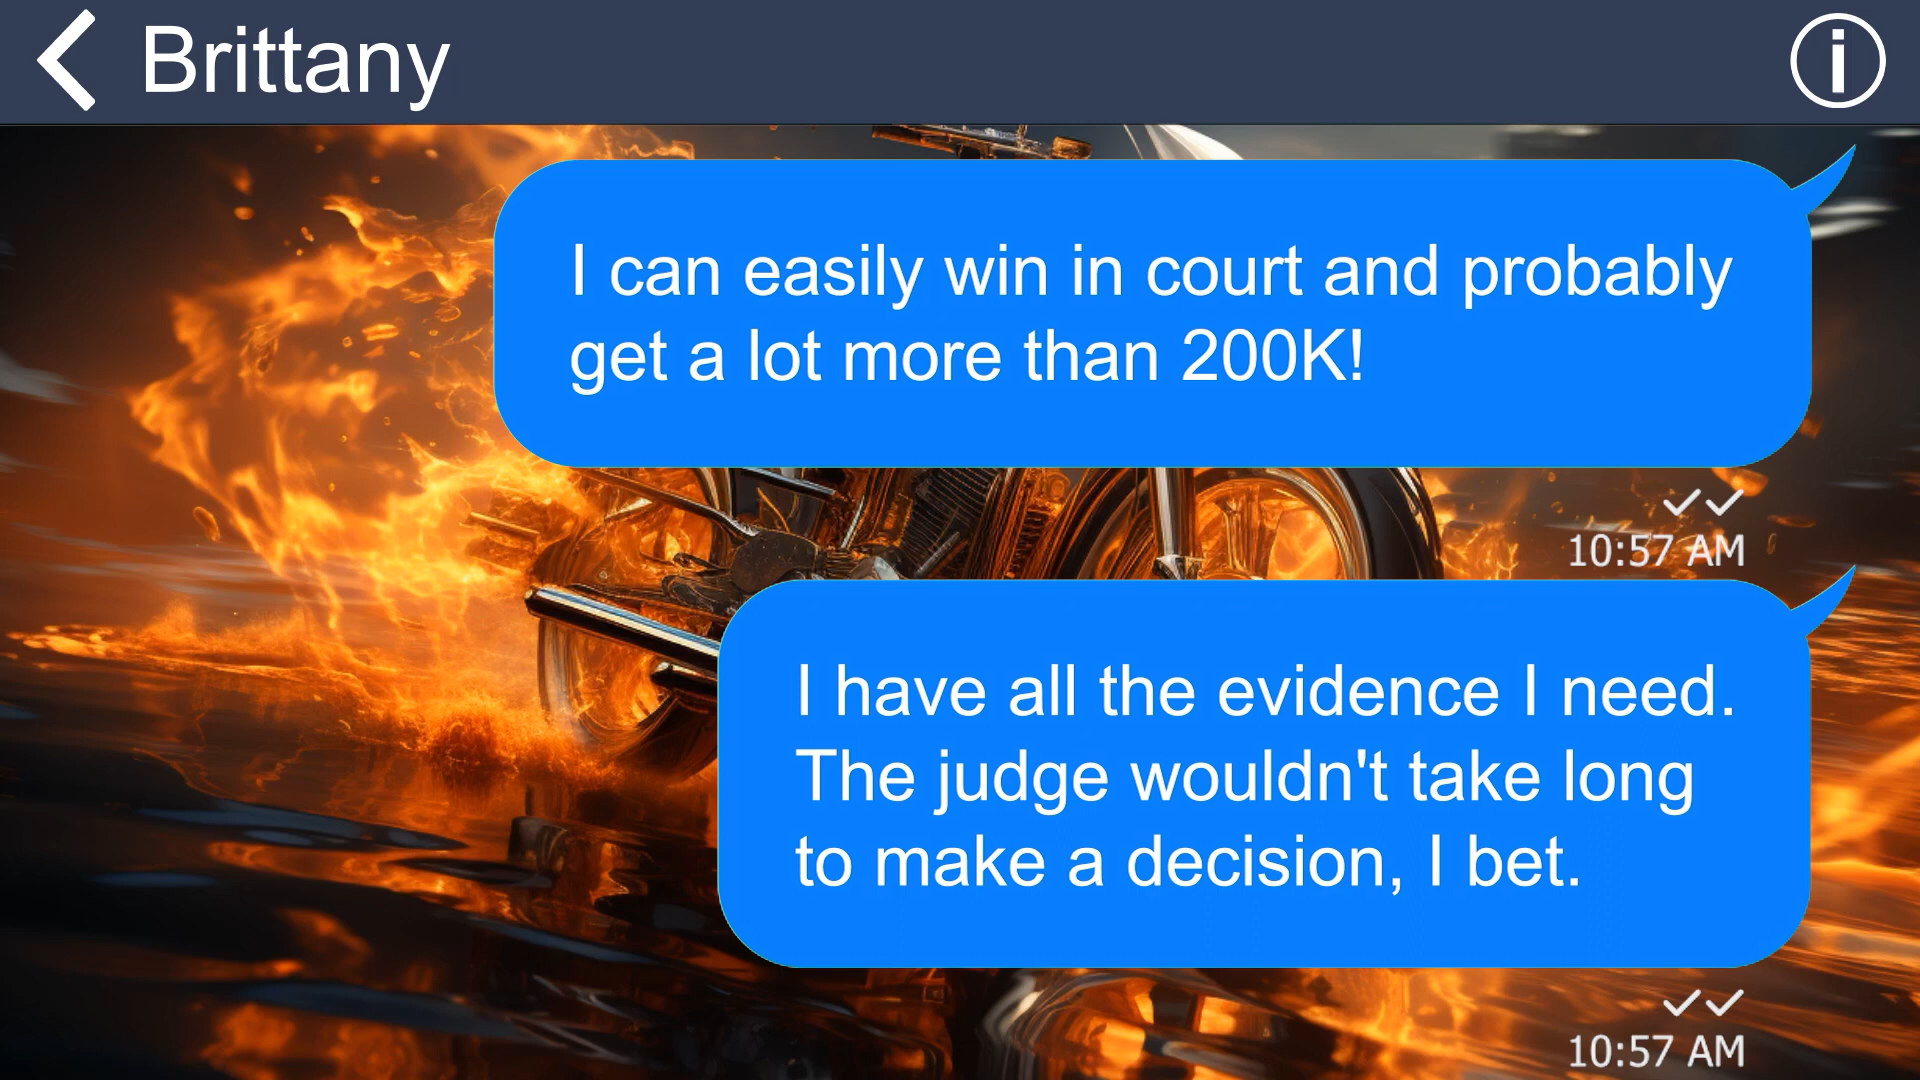 Brittany
I can easily win in court and probably
get a lot more than 200K!
10:57 AM
I have all the evidence I need.
The judge wouldn't take long
to make a decision, I bet.
10:57 AM